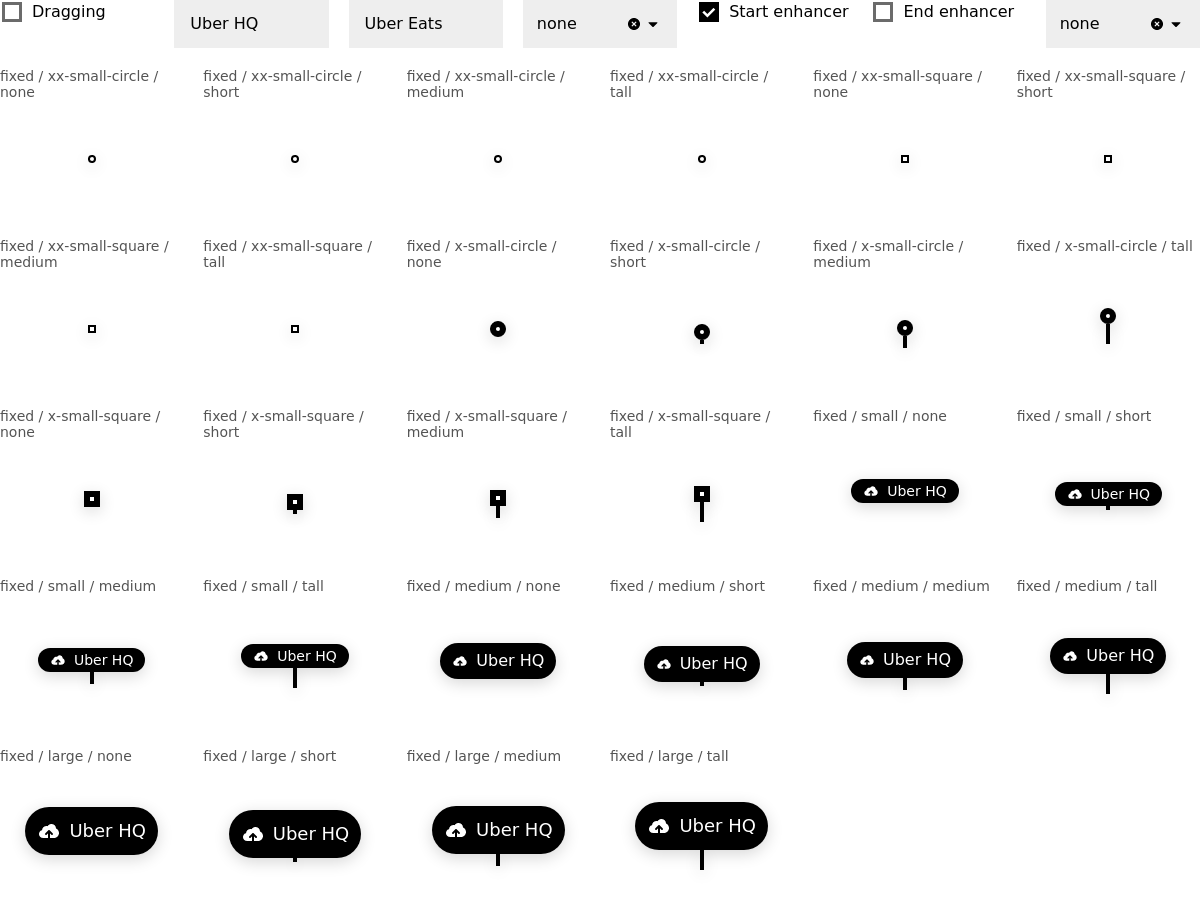 Dragging
Uber HQ
Uber Eats
none
Start enhancer
End enhancer
none
fixed / xx-small-circle /
none
fixed / xx-small-circle /
short
fixed / xx-small-circle /
medium
fixed / xx-small-circle /
tall
fixed / xx-small-square /
none
fixed / xx-small-square /
short
fixed / xx-small-square /
medium
fixed / xx-small-square /
tall
fixed / x-small-circle /
none
fixed / x-small-circle /
short
fixed / x-small-circle /
medium
fixed / x-small-circle / tall
fixed / x-small-square /
none
fixed / x-small-square /
short
fixed / x-small-square /
medium
fixed / x-small-square /
tall
fixed / small / none
Uber HQ
fixed / small / short
Uber HQ
fixed / small / medium
Uber HQ
fixed / small / tall
Uber HQ
fixed / medium / none
Uber HQ
fixed / medium / short
Uber HQ
fixed / medium / medium
Uber HQ
fixed / medium / tall
Uber HQ
fixed / large / none
Uber HQ
fixed / large / short
Uber HQ
fixed / large / medium
Uber HQ
fixed / large / tall
Uber HQ